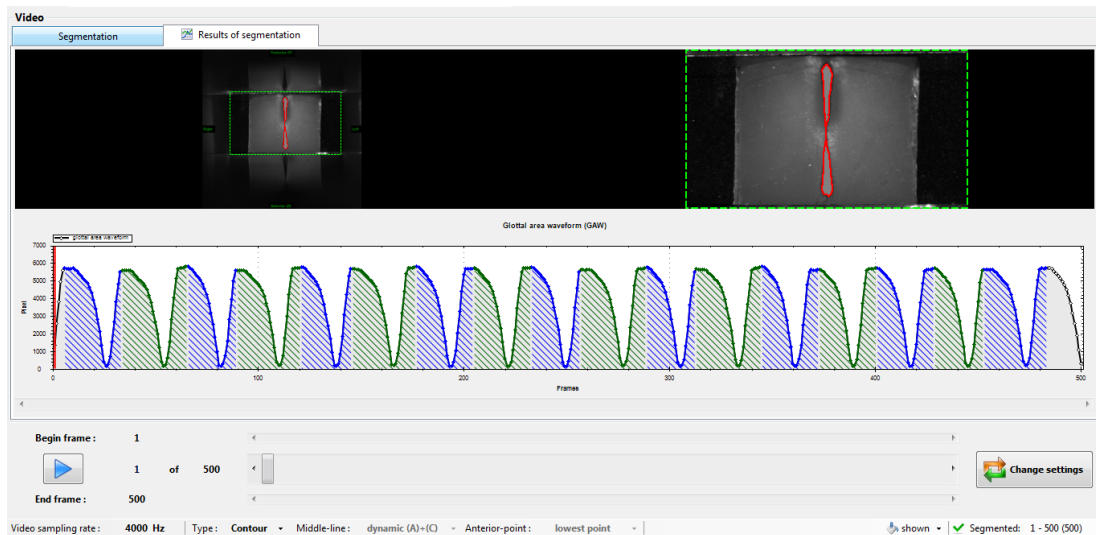 Video
Segmentation
Results of segmentation
Right
Left
Glottal area waveform (GAW)
glottal area waveform
7000
6000
5000
4000
3000
2000
1000
0
Pixel
0 100 200 300 400 500
Frames
Begin frame : 1
1 of 500
Change settings
End frame : 500
Video sampling rate : 4000 Hz Type : Contour Middle-line : dynamic (A)+(C) Anterior-point : lowest point shown Segmented: 1 - 500 (500)